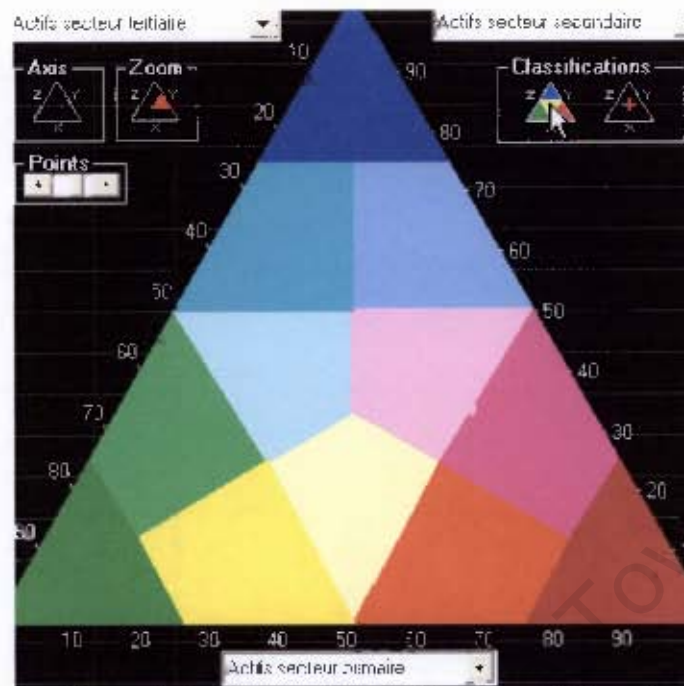 Actifs secteur tertiaire
Actifs secteur secondaire
Axis
Zoom
Classifications
Z Y
X
Z Y
X
Z Y
X
Z Y
X
Points
10
20
30
40
50
60
70
80
90
80
70
60
50
40
30
20
10 20 30 40 50 60 70 80 90
Actifs secteur primaire